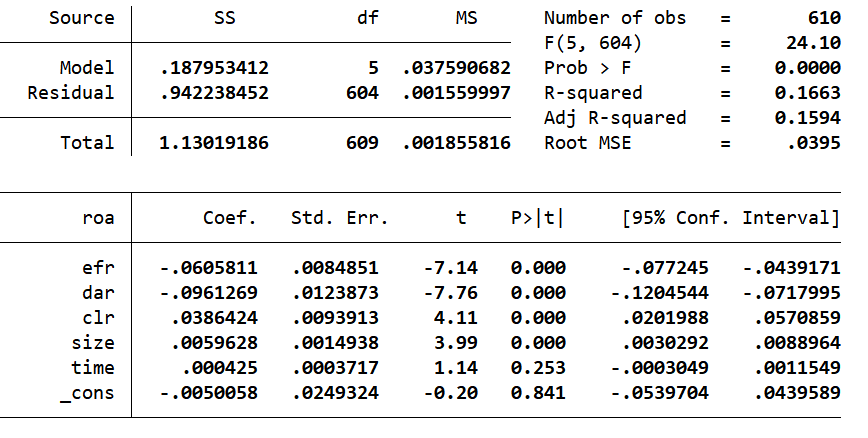 Source SS df MS Number of obs = 610
F(5, 604) = 24.10
Model .187953412 5 .037590682 Prob > F = 0.0000
Residual .942238452 604 .001559997 R-squared = 0.1663
Adj R-squared = 0.1594
Total 1.13019186 609 .001855816 Root MSE = .0395
roa Coef. Std. Err. t P>|t| [95% Conf. Interval]
efr -.0605811 .0084851 -7.14 0.000 -.077245 -.0439171
dar -.0961269 .0123873 -7.76 0.000 -.1204544 -.0717995
clr .0386424 .0093913 4.11 0.000 .0201988 .0570859
size .0059628 .0014938 3.99 0.000 .0030292 .0088964
time .000425 .0003717 1.14 0.253 -.0003049 .0011549
_cons -.0050058 .0249324 -0.20 0.841 -.0539704 .0439589